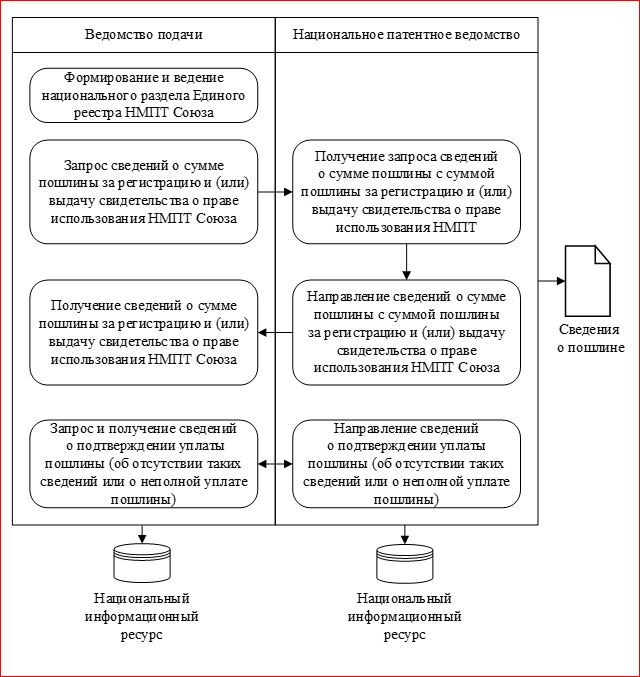 Ведомство подачи
Национальное патентное ведомство
Формирование и ведение
национального раздела Единого
реестра НМПТ Союза
Запрос сведений о сумме
пошлины за регистрацию и (или)
выдачу свидетельства о праве
использования НМПТ Союза
Получение запроса сведений
о сумме пошлины с суммой
пошлины за регистрацию и (или)
выдачу свидетельства о праве
использования НМПТ
Получение сведений о сумме
пошлины за регистрацию и (или)
выдачу свидетельства о праве
использования НМПТ Союза
Направление сведений о сумме
пошлины с суммой пошлины
за регистрацию и (или) выдачу
свидетельства о праве
использования НМПТ Союза
Сведения
о пошлине
Запрос и получение сведений
о подтверждении уплаты
пошлины (об отсутствии таких
сведений или о неполной уплате
пошлины)
Направление сведений
о подтверждении уплаты
пошлины (об отсутствии таких
сведений или о неполной уплате
пошлины)
Национальный
информационный
ресурс
Национальный
информационный
ресурс